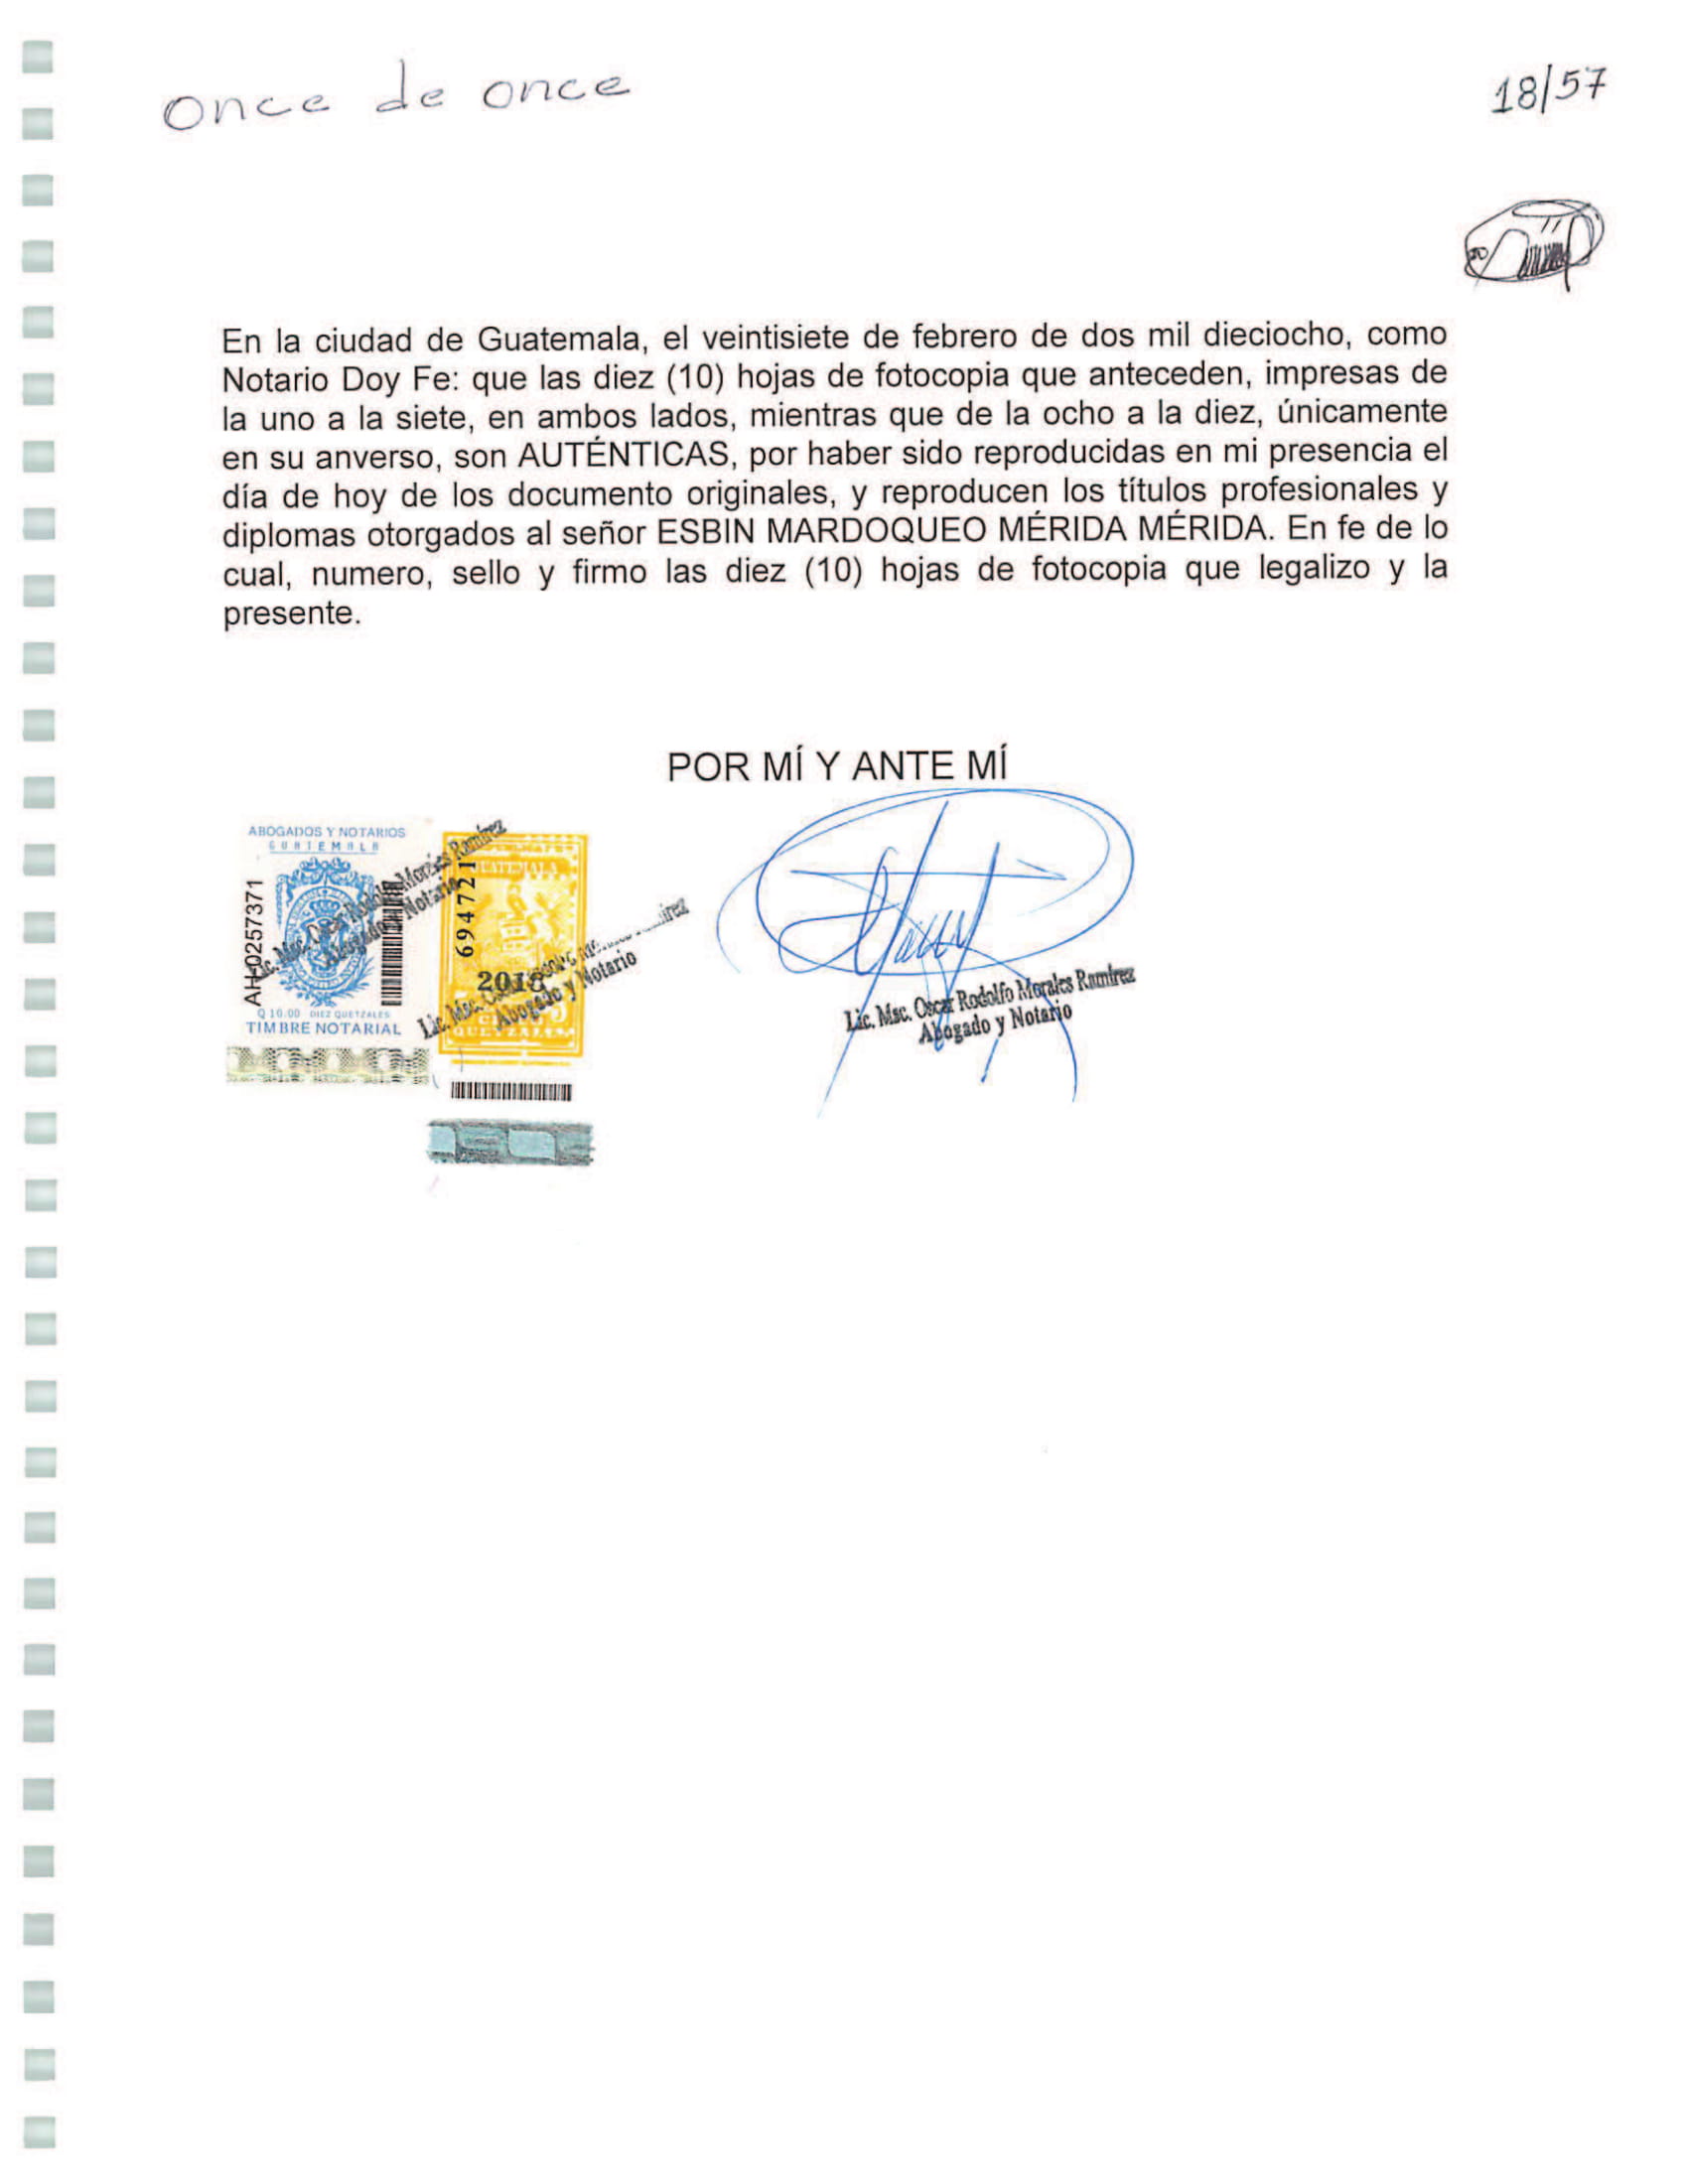 once de once
18/57
En la ciudad de Guatemala, el veintisiete de febrero de dos mil dieciocho, como
Notario Doy Fe: que las diez (10) hojas de fotocopia que anteceden, impresas de
la uno a la siete, en ambos lados, mientras que de la ocho a la diez, únicamente
en su anverso, son AUTÉNTICAS, por haber sido reproducidas en mi presencia el
día de hoy de los documento originales, y reproducen los títulos profesionales y
diplomas otorgados al señor ESBIN MARDOQUEO MÉRIDA MÉRIDA. En fe de lo
cual, numero, sello y firmo las diez (10) hojas de fotocopia que legalizo y la
presente.
POR MÍ Y ANTE MÍ
ABOGADOS Y NOTARIOS
GUATEMALA
AH-0257371
Q 10.00 DIEZ QUETZALES
TIMBRE NOTARIAL
Lic. Msc. Oscar Rodolfo Morales Ramírez
Abogado y Notario
GUATEMALA
694721
2018
5
QUETZALES
Lic. Msc.
Abogado y Notario
Lic. Msc. Oscar Rodolfo Morales Ramírez
Abogado y Notario